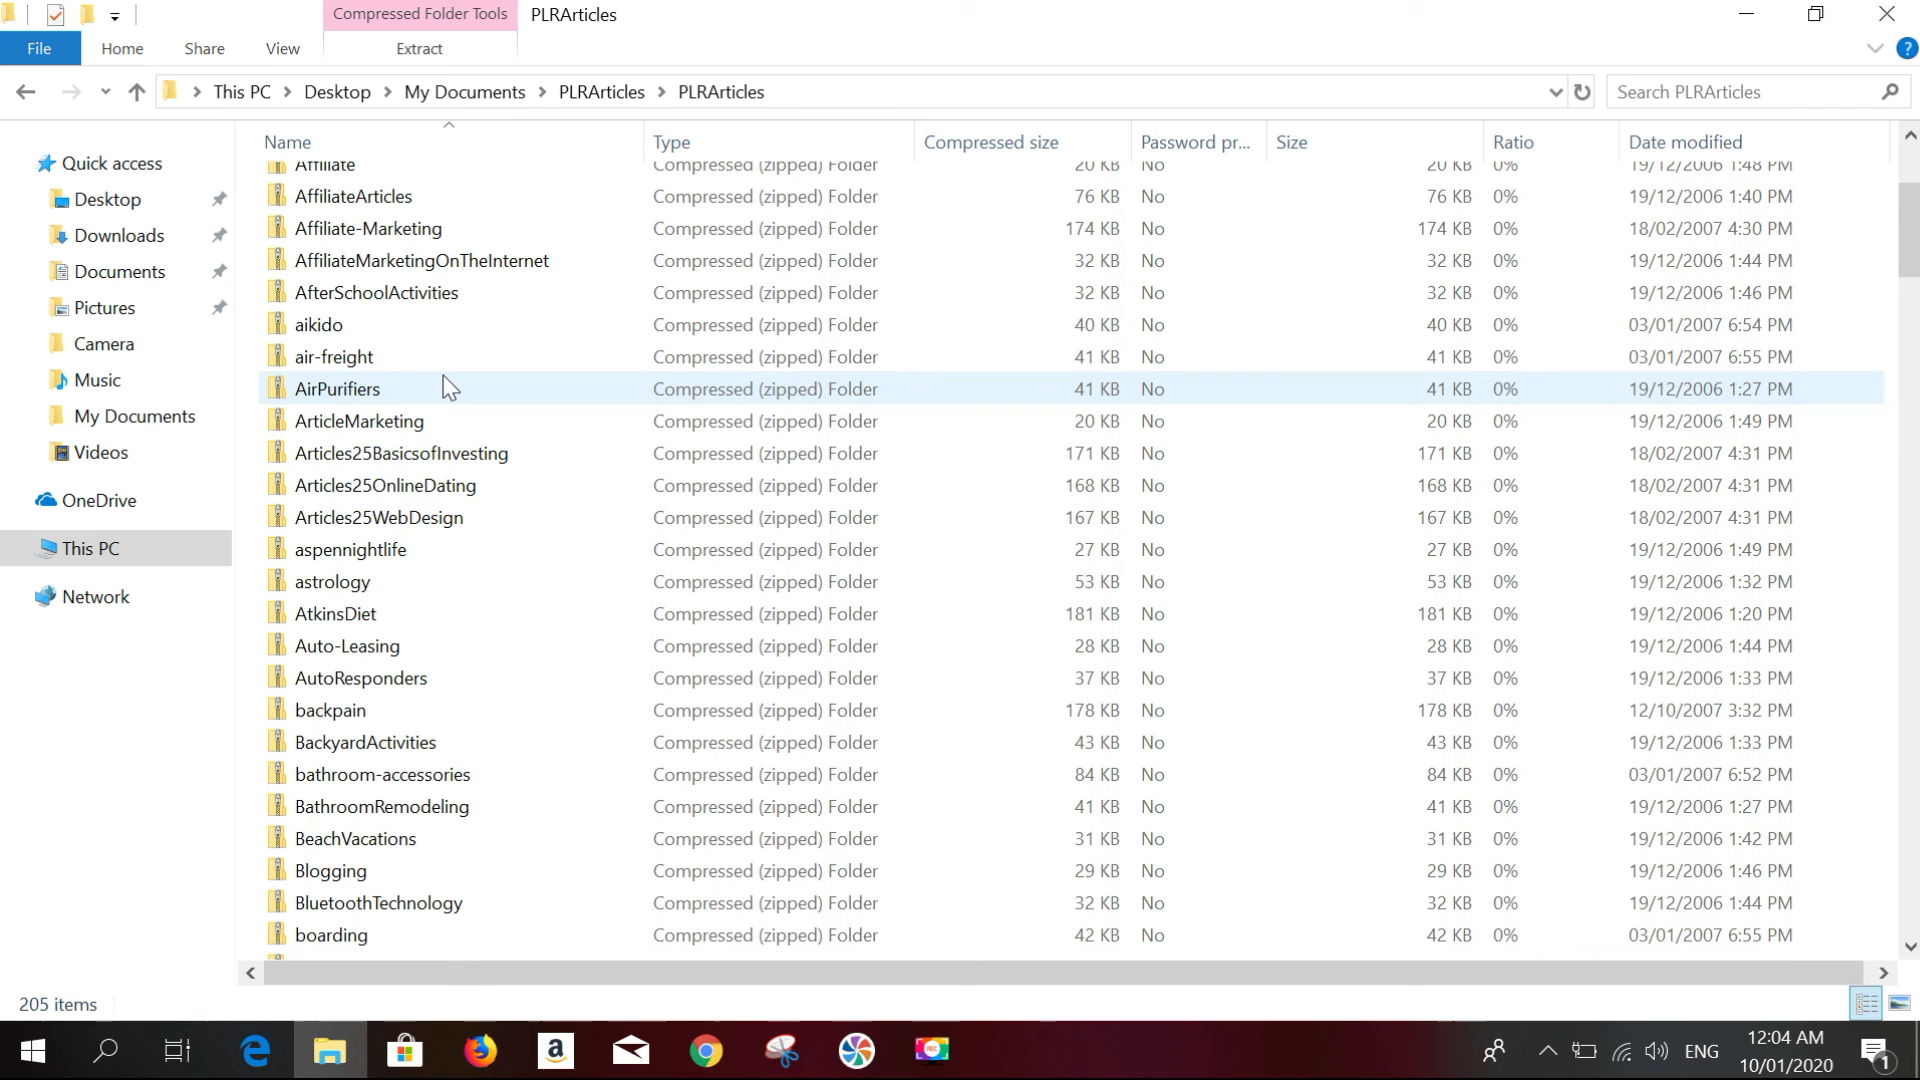 Compressed Folder Tools PLRArticles
File Home Share View Extract
This PC Desktop My Documents PLRArticles PLRArticles Search PLRArticles
Name Type Compressed size Password pr... Size Ratio Date modified
Quick access
Desktop
Downloads
Documents
Pictures
Camera
Music
My Documents
Videos
OneDrive
This PC
Network
Affiliate Compressed (zipped) Folder 20 KB No 20 KB 0% 19/12/2006 1:48 PM
AffiliateArticles Compressed (zipped) Folder 76 KB No 76 KB 0% 19/12/2006 1:40 PM
Affiliate-Marketing Compressed (zipped) Folder 174 KB No 174 KB 0% 18/02/2007 4:30 PM
AffiliateMarketingOnTheInternet Compressed (zipped) Folder 32 KB No 32 KB 0% 19/12/2006 1:44 PM
AfterSchoolActivities Compressed (zipped) Folder 32 KB No 32 KB 0% 19/12/2006 1:46 PM
aikido Compressed (zipped) Folder 40 KB No 40 KB 0% 03/01/2007 6:54 PM
air-freight Compressed (zipped) Folder 41 KB No 41 KB 0% 03/01/2007 6:55 PM
AirPurifiers Compressed (zipped) Folder 41 KB No 41 KB 0% 19/12/2006 1:27 PM
ArticleMarketing Compressed (zipped) Folder 20 KB No 20 KB 0% 19/12/2006 1:49 PM
Articles25BasicsofInvesting Compressed (zipped) Folder 171 KB No 171 KB 0% 18/02/2007 4:31 PM
Articles25OnlineDating Compressed (zipped) Folder 168 KB No 168 KB 0% 18/02/2007 4:31 PM
Articles25WebDesign Compressed (zipped) Folder 167 KB No 167 KB 0% 18/02/2007 4:31 PM
aspennightlife Compressed (zipped) Folder 27 KB No 27 KB 0% 19/12/2006 1:49 PM
astrology Compressed (zipped) Folder 53 KB No 53 KB 0% 19/12/2006 1:32 PM
AtkinsDiet Compressed (zipped) Folder 181 KB No 181 KB 0% 19/12/2006 1:20 PM
Auto-Leasing Compressed (zipped) Folder 28 KB No 28 KB 0% 19/12/2006 1:44 PM
AutoResponders Compressed (zipped) Folder 37 KB No 37 KB 0% 19/12/2006 1:33 PM
backpain Compressed (zipped) Folder 178 KB No 178 KB 0% 12/10/2007 3:32 PM
BackyardActivities Compressed (zipped) Folder 43 KB No 43 KB 0% 19/12/2006 1:33 PM
bathroom-accessories Compressed (zipped) Folder 84 KB No 84 KB 0% 03/01/2007 6:52 PM
BathroomRemodeling Compressed (zipped) Folder 41 KB No 41 KB 0% 19/12/2006 1:27 PM
BeachVacations Compressed (zipped) Folder 31 KB No 31 KB 0% 19/12/2006 1:42 PM
Blogging Compressed (zipped) Folder 29 KB No 29 KB 0% 19/12/2006 1:46 PM
BluetoothTechnology Compressed (zipped) Folder 32 KB No 32 KB 0% 19/12/2006 1:44 PM
boarding Compressed (zipped) Folder 42 KB No 42 KB 0% 03/01/2007 6:55 PM
205 items
ENG 12:04 AM
10/01/2020 1